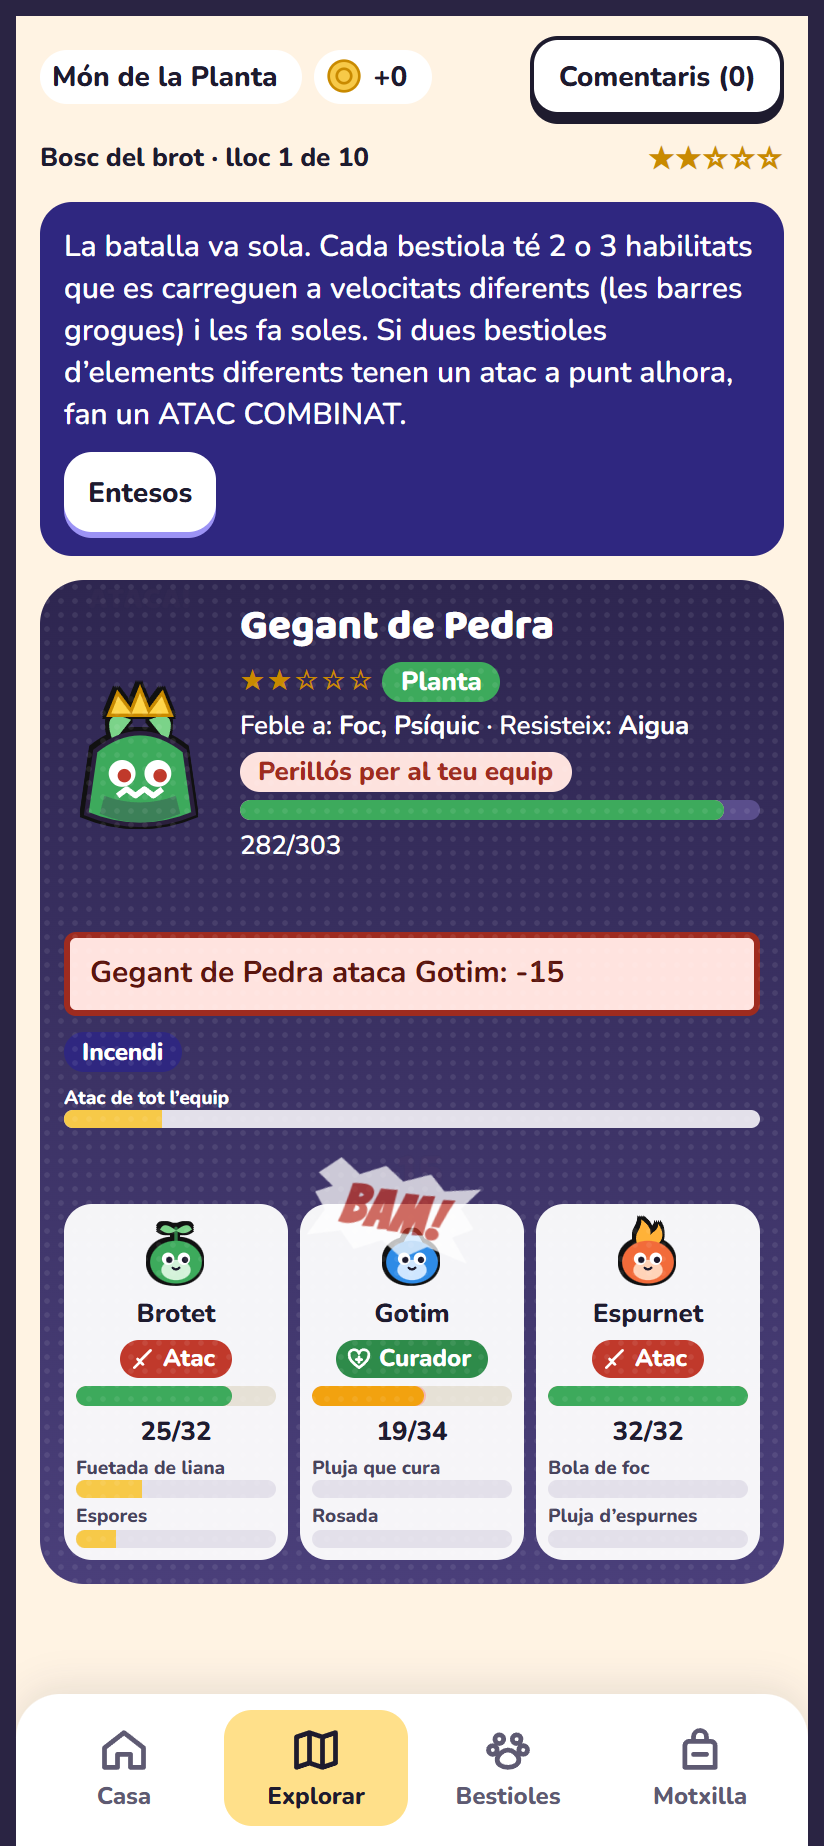 Món de la Planta
+0
Comentaris (0)
Bosc del brot · lloc 1 de 10
★★☆☆☆
La batalla va sola. Cada bestiola té 2 o 3 habilitats
que es carreguen a velocitats diferents (les barres
grogues) i les fa soles. Si dues bestioles
d’elements diferents tenen un atac a punt alhora,
fan un ATAC COMBINAT.
Entesos
Gegant de Pedra
★★☆☆☆ Planta
Feble a: Foc, Psíquic · Resisteix: Aigua
Perillós per al teu equip
282/303
Gegant de Pedra ataca Gotim: -15
Incendi
Atac de tot l’equip
BAM!
Brotet
Atac
25/32
Fuetada de liana
Espores
Gotim
Curador
19/34
Pluja que cura
Rosada
Espurnet
Atac
32/32
Bola de foc
Pluja d’espurnes
Casa
Explorar
Bestioles
Motxilla